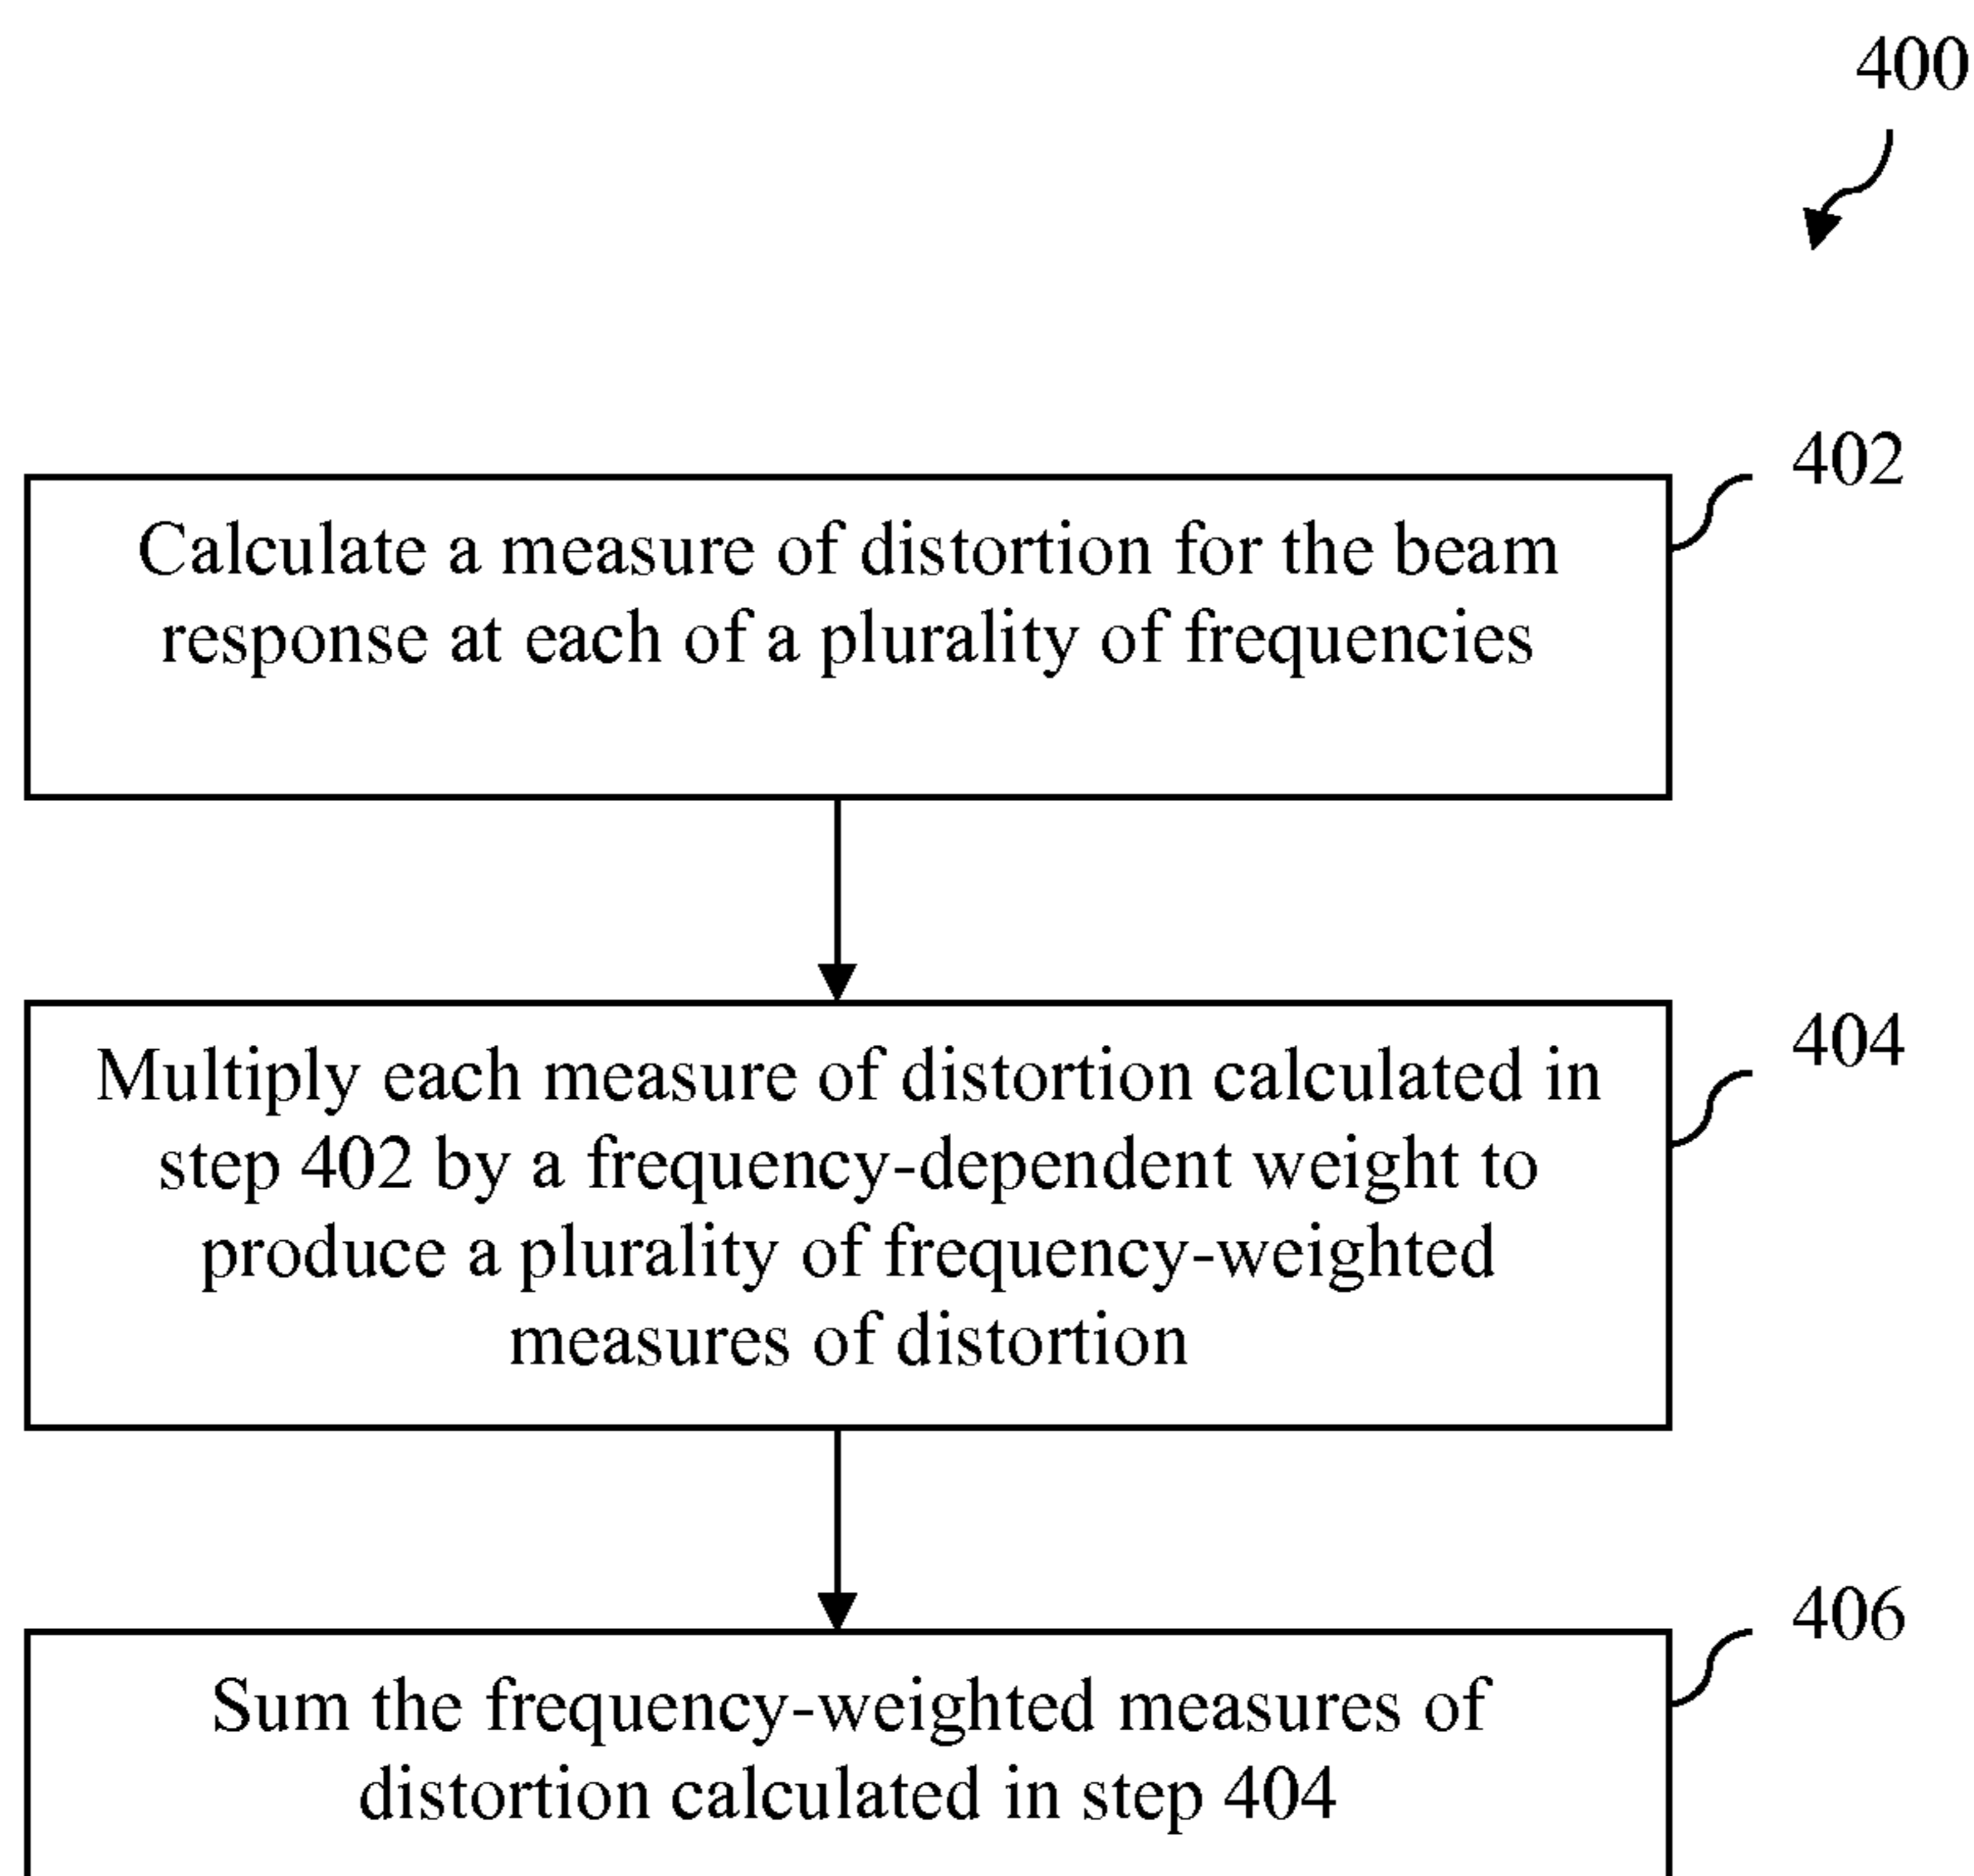 400
402
Calculate a measure of distortion for the beam
response at each of a plurality of frequencies
404
Multiply each measure of distortion calculated in
step 402 by a frequency-dependent weight to
produce a plurality of frequency-weighted
measures of distortion
406
Sum the frequency-weighted measures of
distortion calculated in step 404